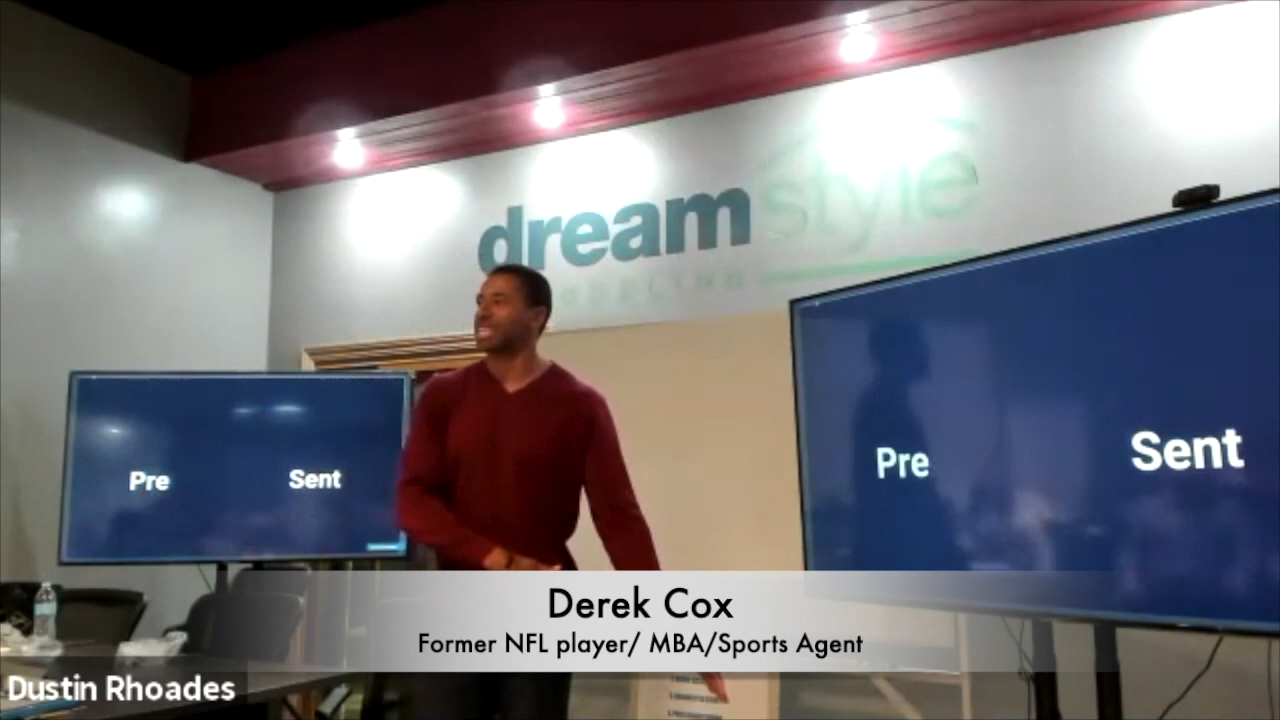 dream style
Pre Sent
Pre Sent
Derek Cox
Former NFL player/ MBA/Sports Agent
Dustin Rhoades